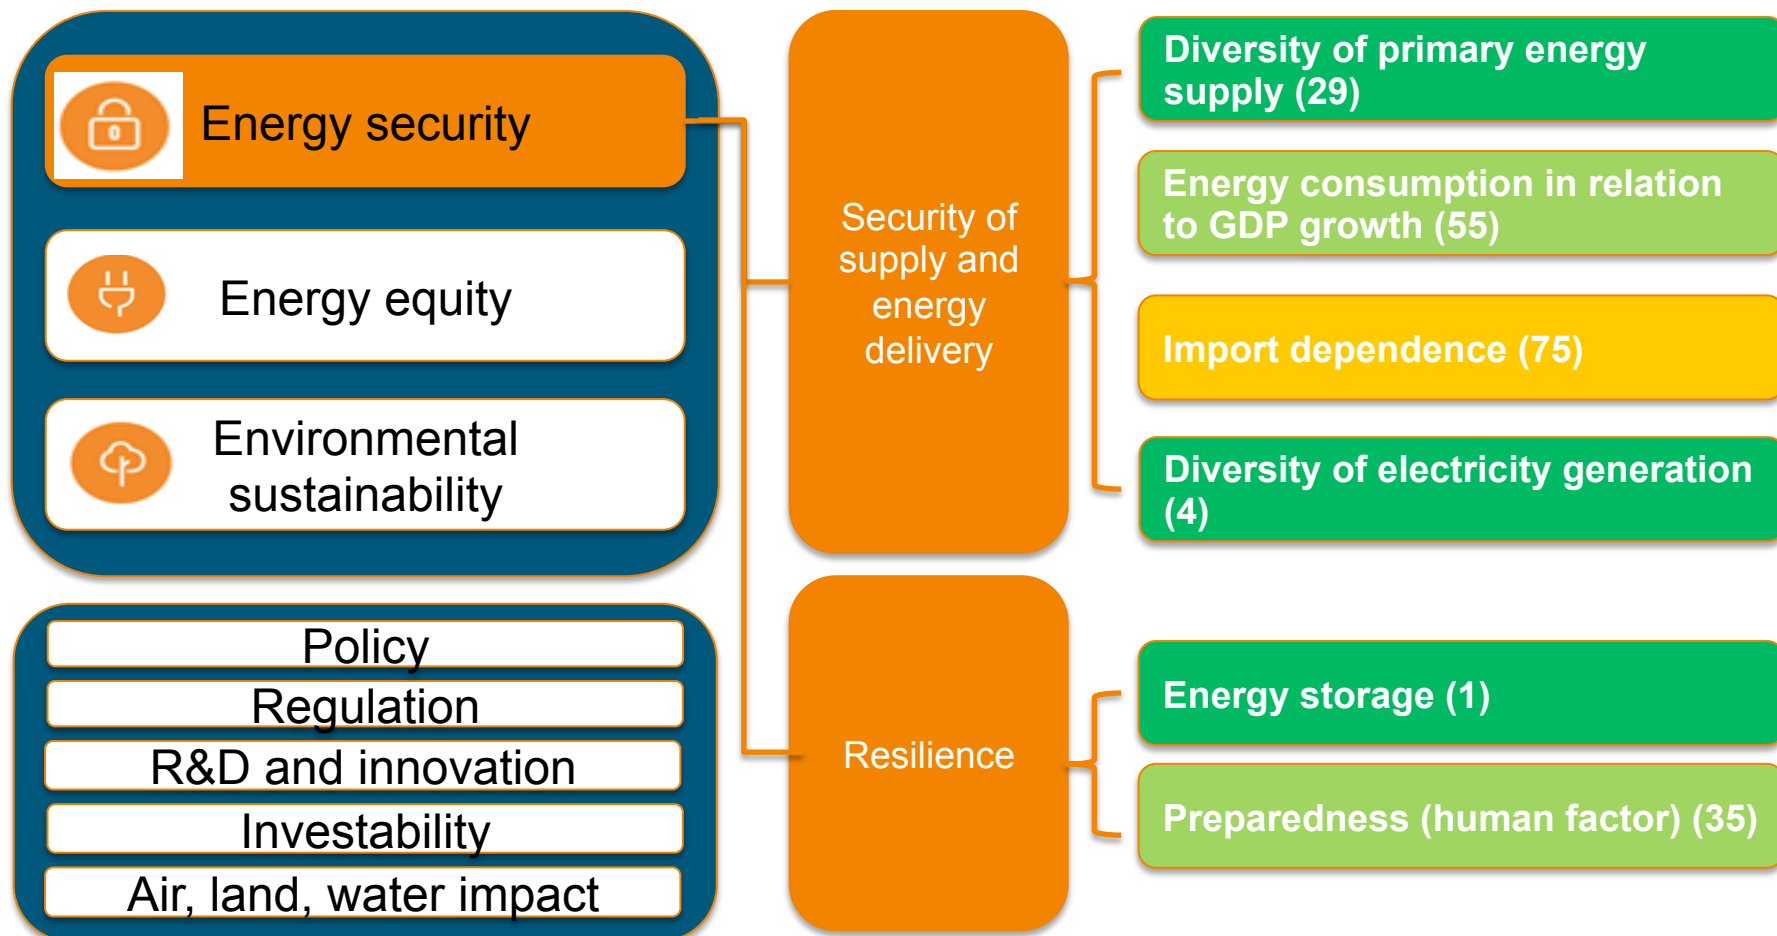 Energy security
Energy equity
Environmental
sustainability
Policy
Regulation
R&D and innovation
Investability
Air, land, water impact
Security of
supply and
energy
delivery
Resilience
Diversity of primary energy
supply (29)
Energy consumption in relation
to GDP growth (55)
Import dependence (75)
Diversity of electricity generation
(4)
Energy storage (1)
Preparedness (human factor) (35)